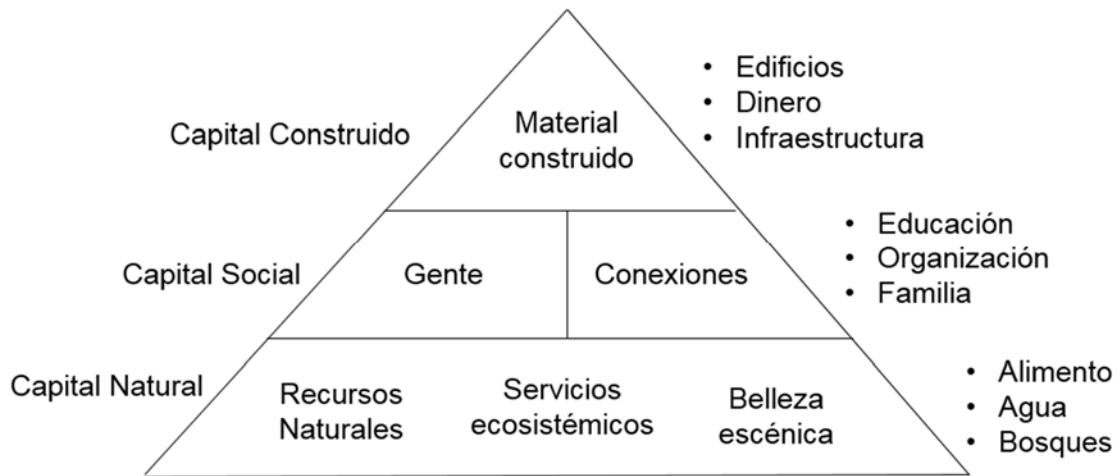 Capital Construido
Material
construido
• Edificios
• Dinero
• Infraestructura
Capital Social
Gente
Conexiones
• Educación
• Organización
• Familia
Capital Natural
Recursos
Naturales
Servicios
ecosistémicos
Belleza
escénica
• Alimento
• Agua
• Bosques